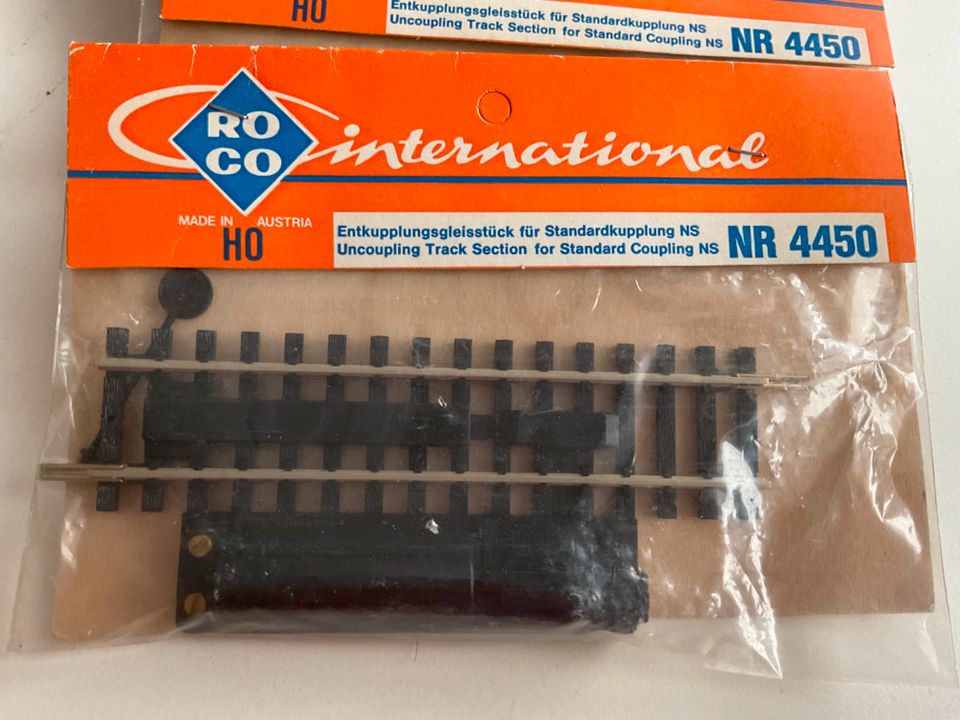 HO
Entkupplungsgleisstück für Standardkupplung NS
Uncoupling Track Section for Standard Coupling NS
NR 4450
RO
CO
international
MADE IN AUSTRIA
HO
Entkupplungsgleisstück für Standardkupplung NS
Uncoupling Track Section for Standard Coupling NS
NR 4450